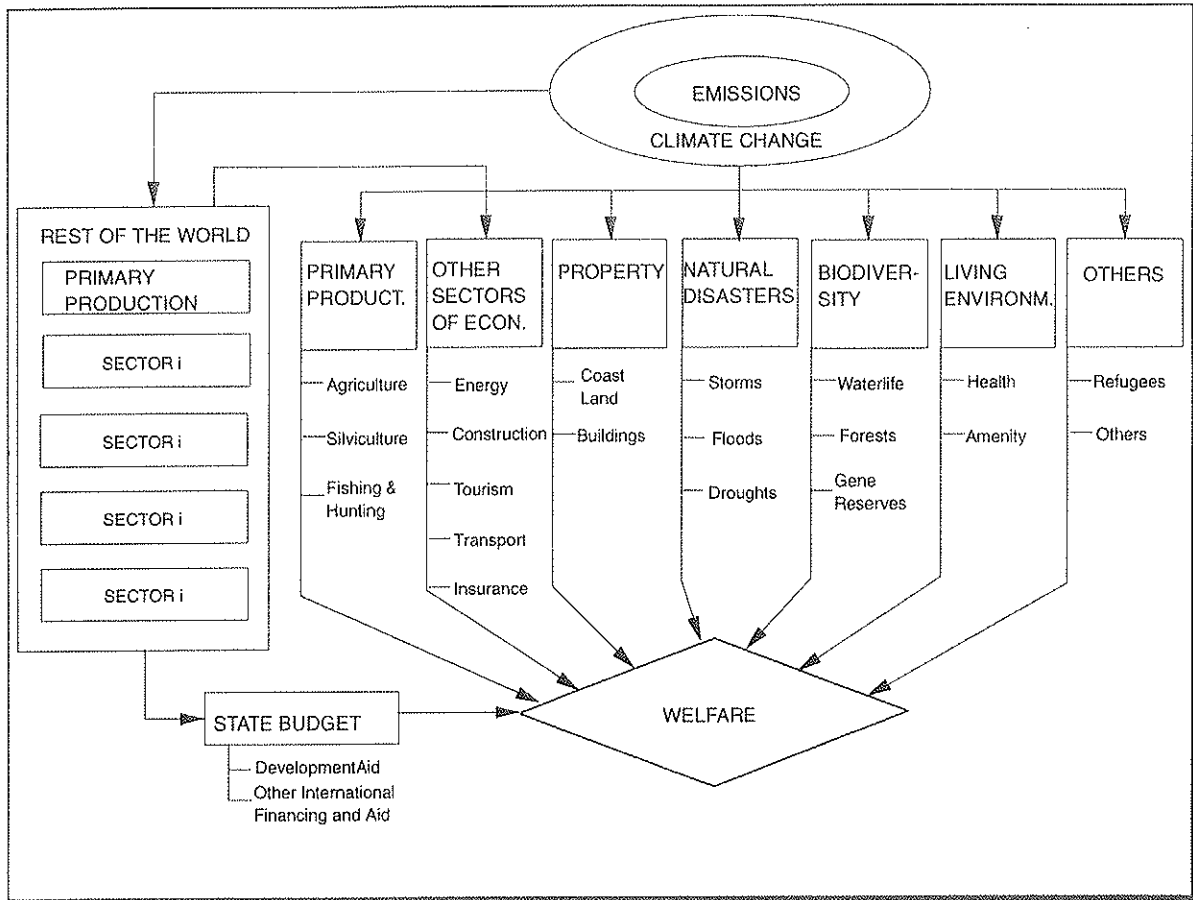 EMISSIONS
CLIMATE CHANGE
REST OF THE WORLD
PRIMARY
PRODUCTION
SECTOR i
SECTOR i
SECTOR i
SECTOR i
PRIMARY
PRODUCT.
Agriculture
Silviculture
Fishing &
Hunting
OTHER
SECTORS
OF ECON.
Energy
Construction
Tourism
Transport
Insurance
PROPERTY
Coast
Land
Buildings
NATURAL
DISASTERS
Storms
Floods
Droughts
BIODIVER-
SITY
Waterlife
Forests
Gene
Reserves
LIVING
ENVIRONM.
Health
Amenity
OTHERS
Refugees
Others
STATE BUDGET
DevelopmentAid
Other International
Financing and Aid
WELFARE